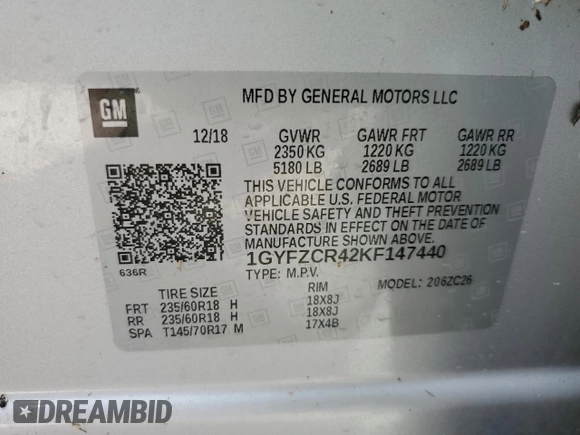 GM
MFD BY GENERAL MOTORS LLC
12/18 GVWR GAWR FRT GAWR RR
2350 KG 1220 KG 1220 KG
5180 LB 2689 LB 2689 LB
THIS VEHICLE CONFORMS TO ALL
APPLICABLE U.S. FEDERAL MOTOR
VEHICLE SAFETY AND THEFT PREVENTION
STANDARDS IN EFFECT ON THE DATE OF
MANUFACTURE SHOWN ABOVE.
1GYFZCR42KF147440
636R
TYPE: M.P.V. MODEL: 206ZC26
TIRE SIZE RIM
FRT 235/60R18 H 18X8J
RR 235/60R18 H 18X8J
SPA T145/70R17 M 17X4B
DREAMBID